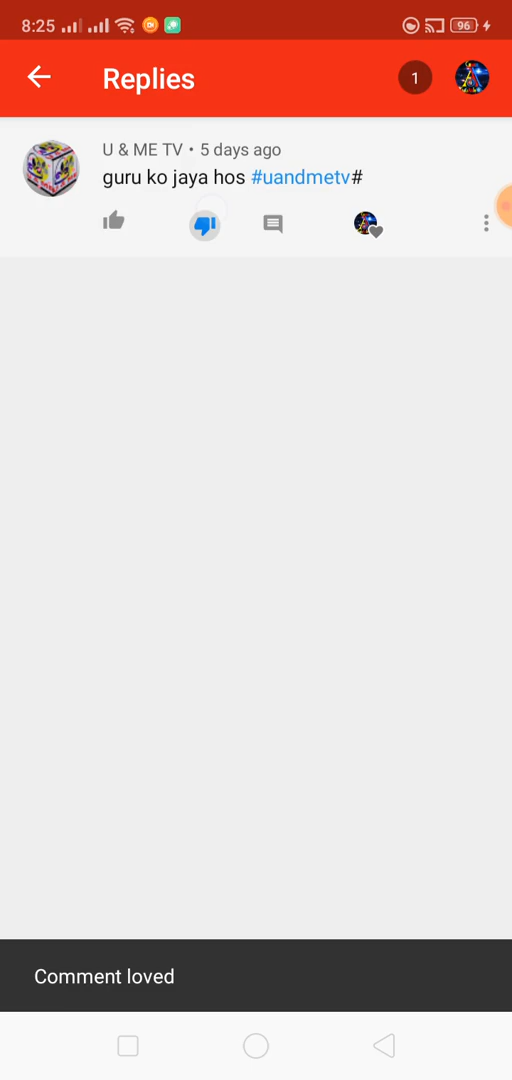 8:25
96
Replies
1
U & ME TV • 5 days ago
guru ko jaya hos #uandmetv#
Comment loved